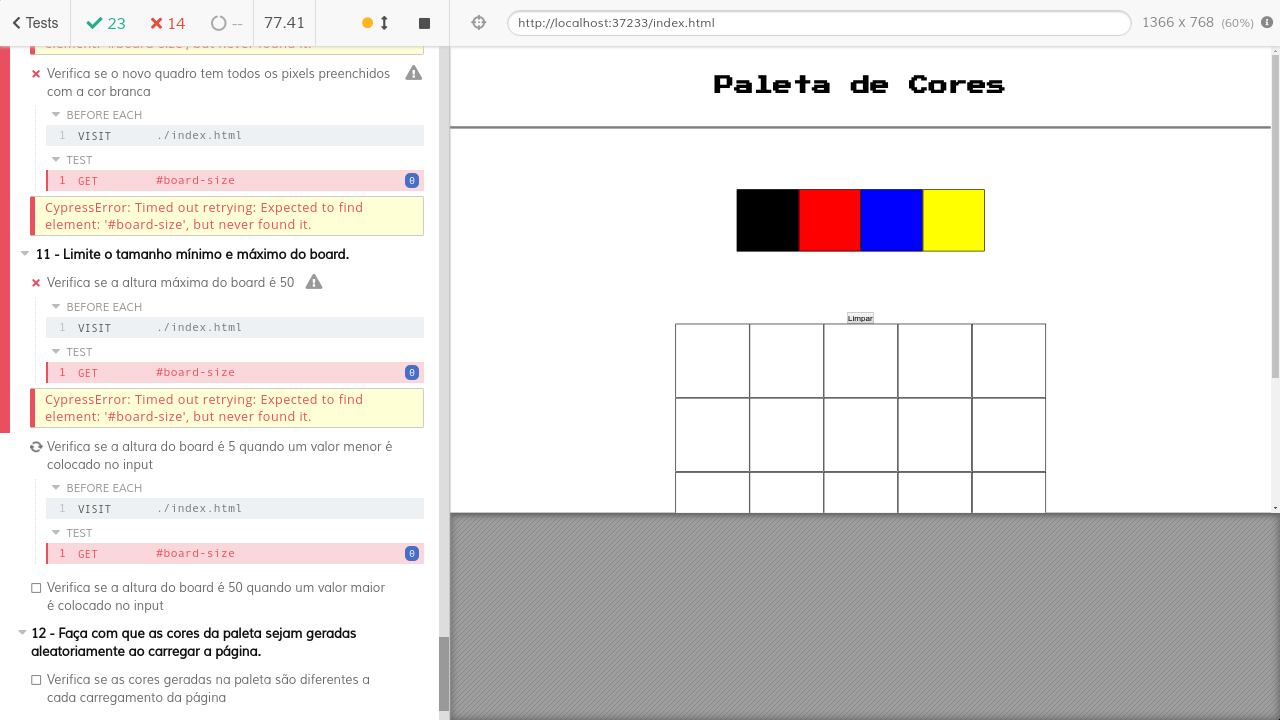 Tests 23 14 -- 77.41
http://localhost:37233/index.html 1366 x 768 (60%)
element: '#board-size', but never found it.
Verifica se o novo quadro tem todos os pixels preenchidos
com a cor branca
BEFORE EACH
1 VISIT ./index.html
TEST
1 GET #board-size 0
CypressError: Timed out retrying: Expected to find
element: '#board-size', but never found it.
11 - Limite o tamanho mínimo e máximo do board.
Verifica se a altura máxima do board é 50
BEFORE EACH
1 VISIT ./index.html
TEST
1 GET #board-size 0
CypressError: Timed out retrying: Expected to find
element: '#board-size', but never found it.
Verifica se a altura do board é 5 quando um valor menor é
colocado no input
BEFORE EACH
1 VISIT ./index.html
TEST
1 GET #board-size 0
Verifica se a altura do board é 50 quando um valor maior
é colocado no input
12 - Faça com que as cores da paleta sejam geradas
aleatoriamente ao carregar a página.
Verifica se as cores geradas na paleta são diferentes a
cada carregamento da página
Paleta de Cores
Limpar